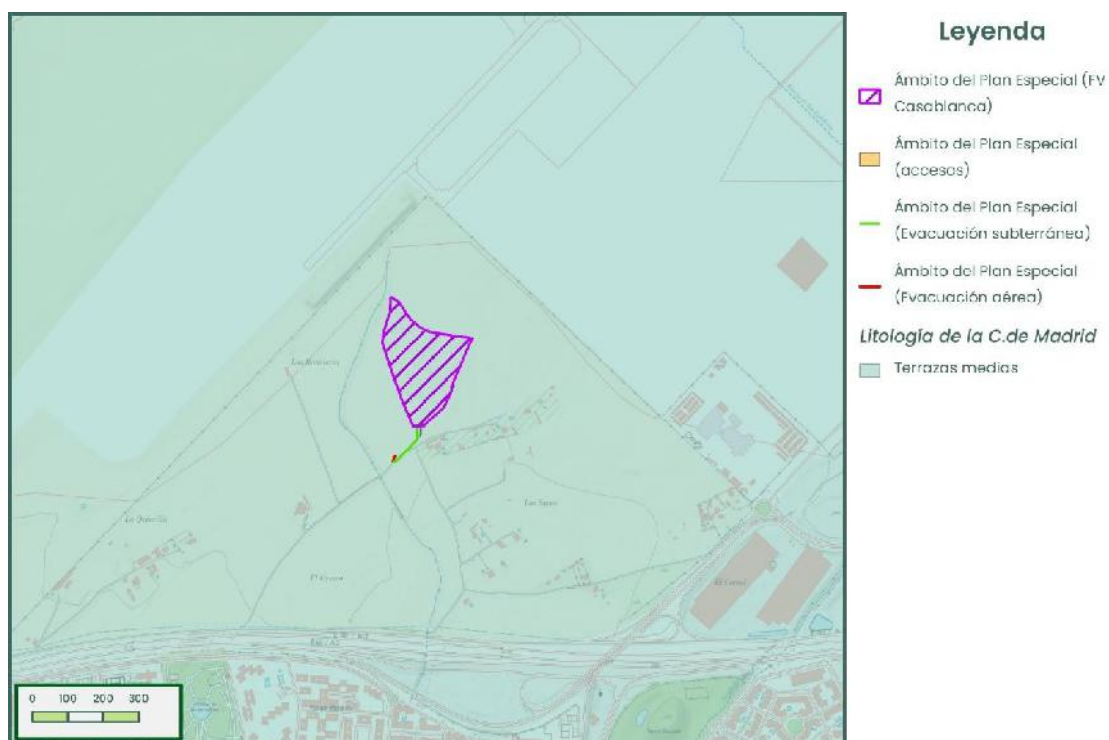 Leyenda
Ámbito del Plan Especial (FV
Casablanca)
Ámbito del Plan Especial
(accesos)
Ámbito del Plan Especial
(Evacuación subterránea)
Ámbito del Plan Especial
(Evacuación aérea)
Litología de la C.de Madrid
Terrazas medias
0 100 200 300